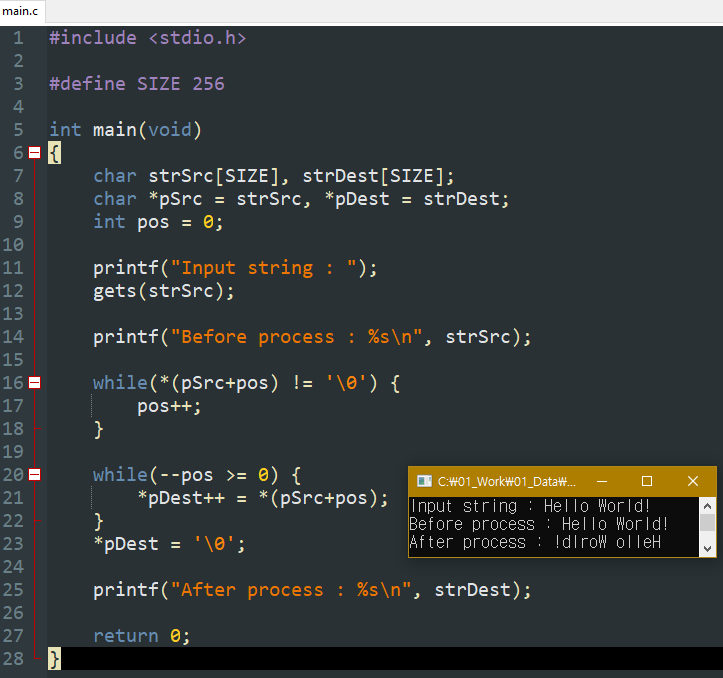 main.c
1 #include <stdio.h>
2
3 #define SIZE 256
4
5 int main(void)
6 {
7 char strSrc[SIZE], strDest[SIZE];
8 char *pSrc = strSrc, *pDest = strDest;
9 int pos = 0;
10
11 printf("Input string : ");
12 gets(strSrc);
13
14 printf("Before process : %s\n", strSrc);
15
16 while(*(pSrc+pos) != '\0') {
17 pos++;
18 }
19
20 while(--pos >= 0) {
21 *pDest++ = *(pSrc+pos);
22 }
23 *pDest = '\0';
24
25 printf("After process : %s\n", strDest);
26
27 return 0;
28 }
C:₩01_Work₩01_Data₩...
Input string : Hello World!
Before process : Hello World!
After process : !dlroW olleH